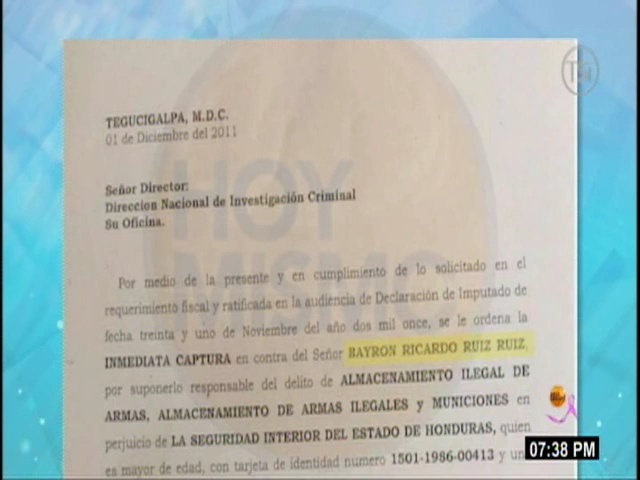 TEGUCIGALPA, M.D.C.
01 de Diciembre del 2011
Señor Director:
Direccion Nacional de Investigación Criminal
Su Oficina.
HOY
MISMO
Por medio de la presente y en cumplimiento de lo solicitado en el
requerimiento fiscal y ratificada en la audiencia de Declaración de Imputado de
fecha treinta y uno de Noviembre del año dos mil once, se le ordena la
INMEDIATA CAPTURA en contra del Señor BAYRON RICARDO RUIZ RUIZ,
por suponerlo responsable del delito de ALMACENAMIENTO ILEGAL DE
ARMAS, ALMACENAMIENTO DE ARMAS ILEGALES y MUNICIONES en
perjuicio de LA SEGURIDAD INTERIOR DEL ESTADO DE HONDURAS, quien
es mayor de edad, con tarjeta de identidad numero 1501-1986-00413 y
07:38 PM